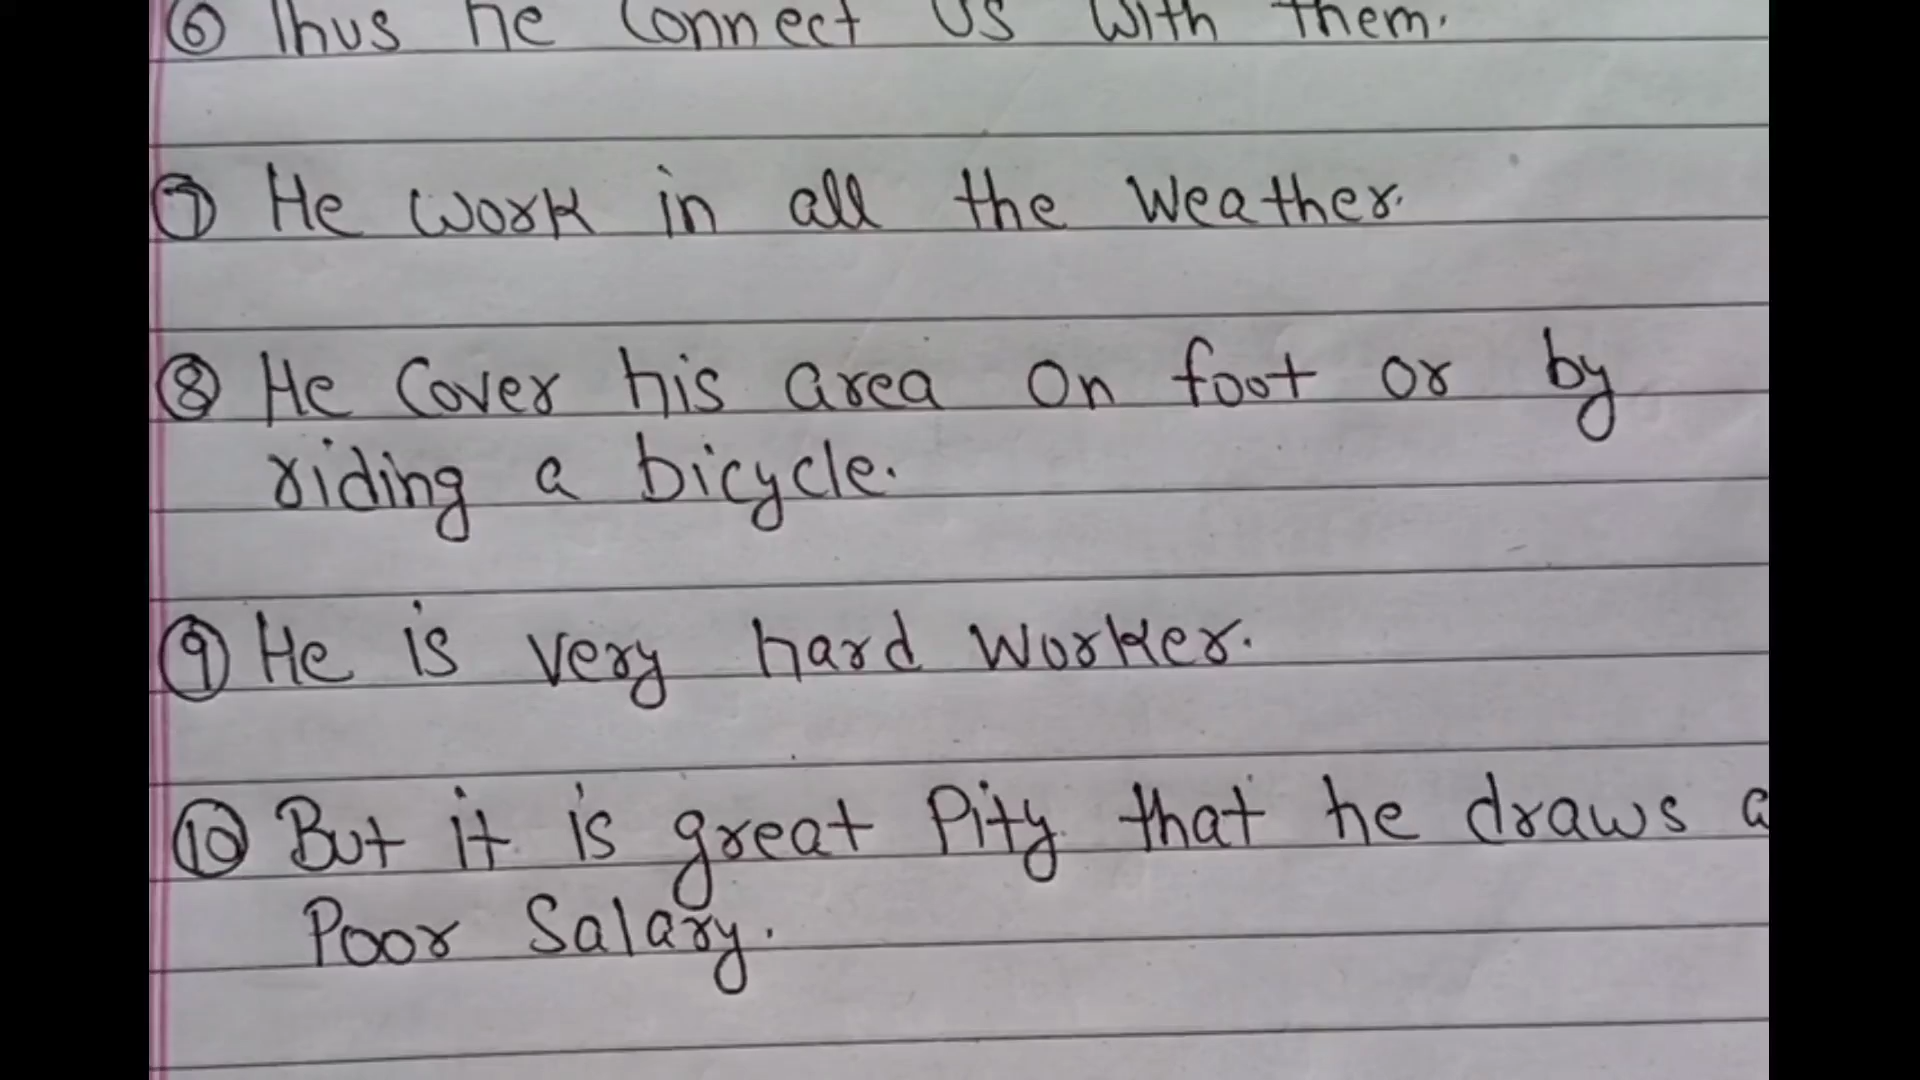 ⑥ Thus he Connect Us With Them.
⑦ He work in all the Weather.
⑧ He Cover his area On foot or by
riding a bicycle.
⑨ He is very hard Worker.
⑩ But it is great Pity that he draws a
Poor Salary.